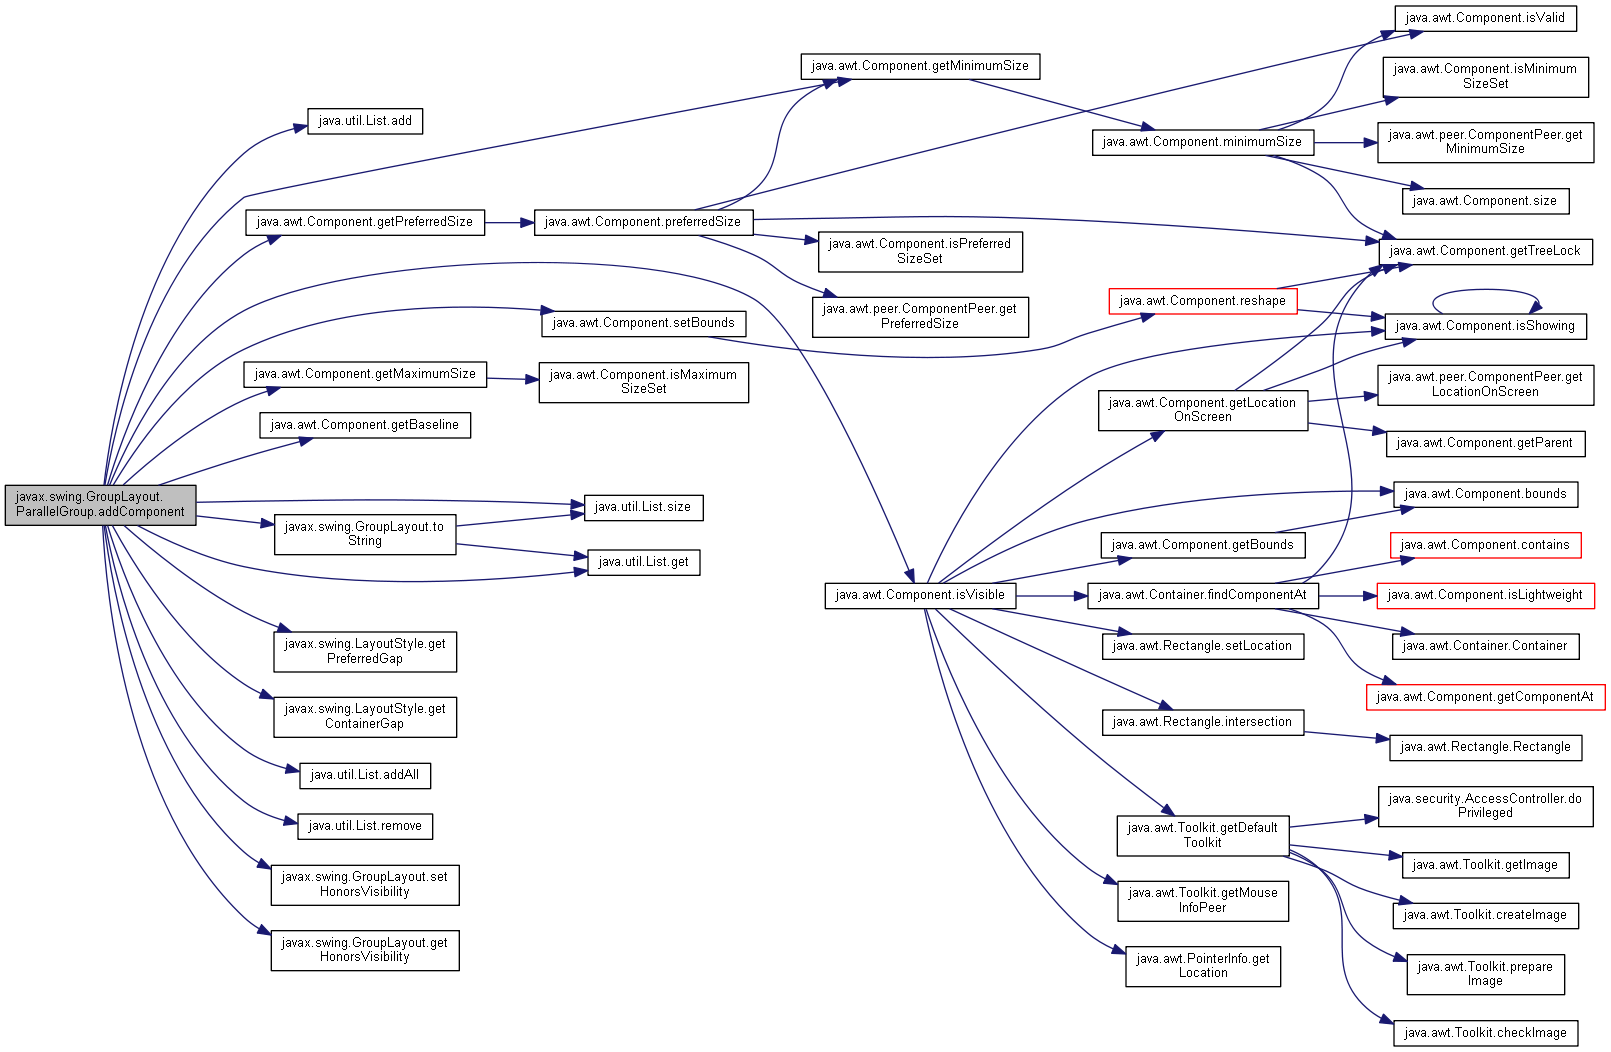 java.awt.Component.isValid
java.awt.Component.getMinimumSize
java.awt.Component.isMinimum
SizeSet
java.util.List.add
java.awt.Component.minimumSize
java.awt.peer.ComponentPeer.get
MinimumSize
java.awt.Component.size
java.awt.Component.getPreferredSize
java.awt.Component.preferredSize
java.awt.Component.isPreferred
SizeSet
java.awt.Component.getTreeLock
java.awt.Component.reshape
java.awt.peer.ComponentPeer.get
PreferredSize
java.awt.Component.setBounds
java.awt.Component.isShowing
java.awt.Component.getMaximumSize
java.awt.Component.isMaximum
SizeSet
java.awt.peer.ComponentPeer.get
LocationOnScreen
java.awt.Component.getLocation
OnScreen
java.awt.Component.getBaseline
java.awt.Component.getParent
javax.swing.GroupLayout.
ParallelGroup.addComponent
java.util.List.size
java.awt.Component.bounds
javax.swing.GroupLayout.to
String
java.util.List.get
java.awt.Component.getBounds
java.awt.Component.contains
java.awt.Component.isVisible
java.awt.Container.findComponentAt
java.awt.Component.isLightweight
javax.swing.LayoutStyle.get
PreferredGap
java.awt.Rectangle.setLocation
java.awt.Container.Container
java.awt.Component.getComponentAt
javax.swing.LayoutStyle.get
ContainerGap
java.awt.Rectangle.intersection
java.awt.Rectangle.Rectangle
java.util.List.addAll
java.security.AccessController.do
Privileged
java.util.List.remove
java.awt.Toolkit.getDefault
Toolkit
java.awt.Toolkit.getImage
javax.swing.GroupLayout.set
HonorsVisibility
java.awt.Toolkit.getMouse
InfoPeer
java.awt.Toolkit.createImage
javax.swing.GroupLayout.get
HonorsVisibility
java.awt.PointerInfo.get
Location
java.awt.Toolkit.prepare
Image
java.awt.Toolkit.checkImage